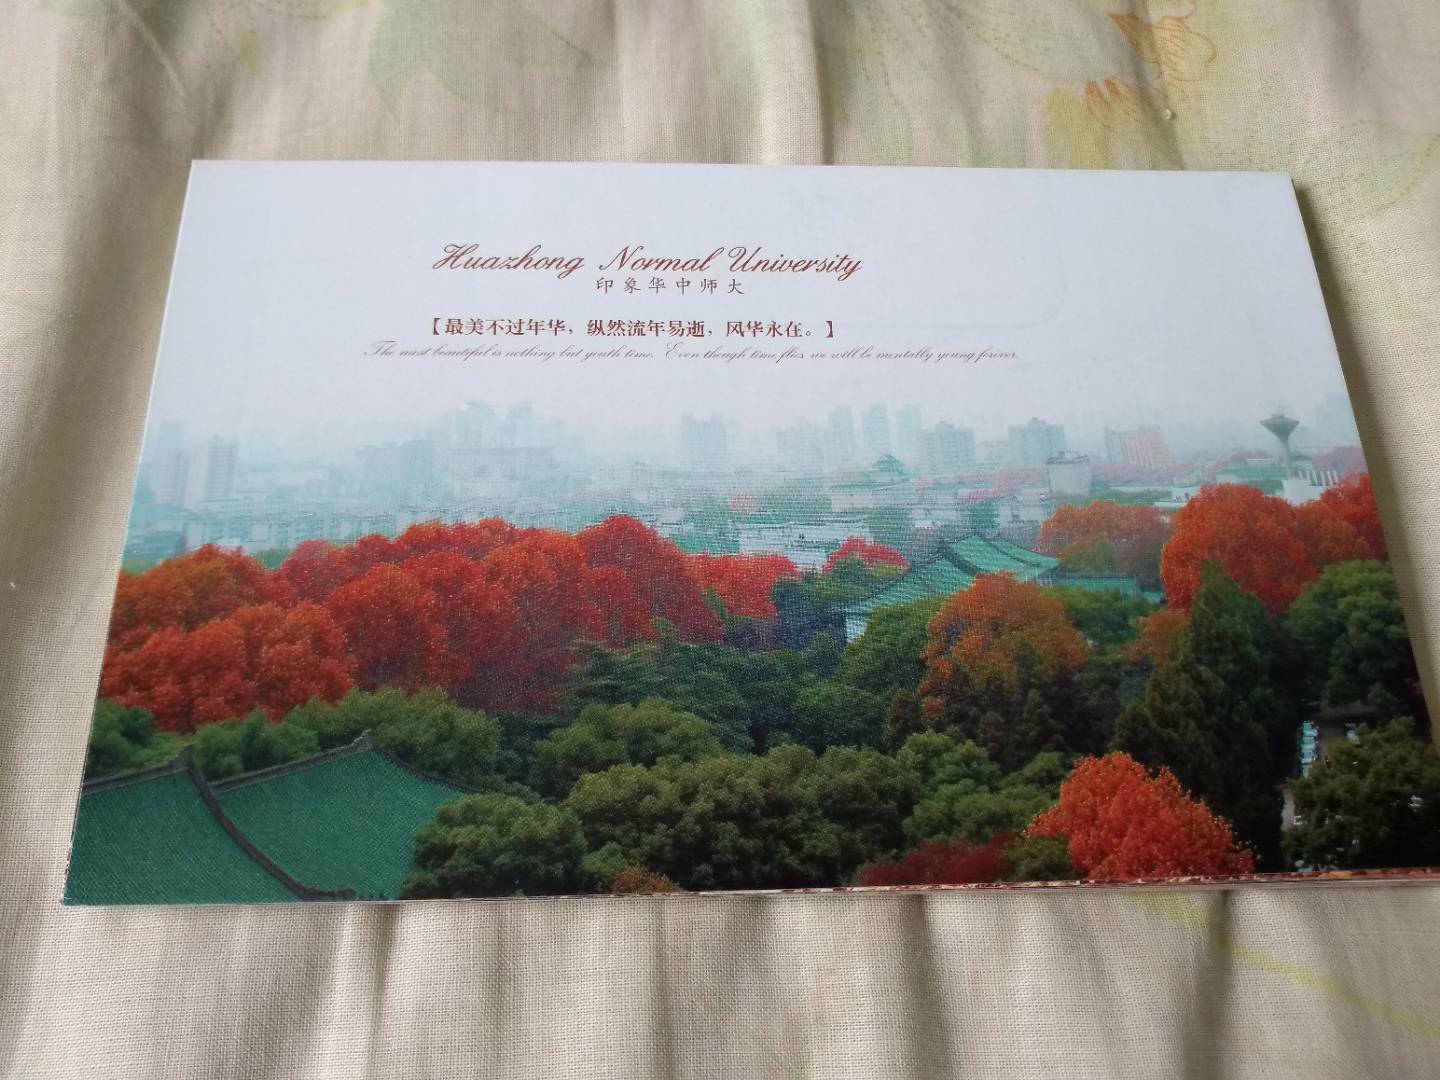 Huazhong Normal University
印象华中师大
【最美不过年华，纵然流年易逝，风华永在。】
The most beautiful is nothing but youth time. Even though time flies we will be mentally young forever.